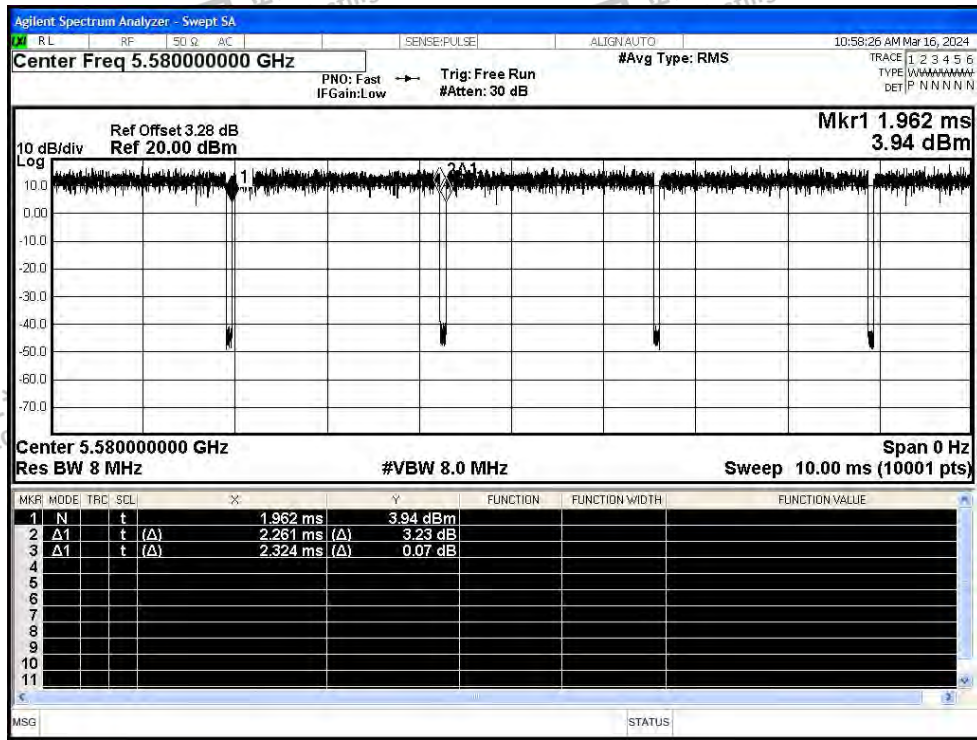 Agilent Spectrum Analyzer - Swept SA
LXI RL RF 50 Ω AC SENSE:PULSE ALIGNAUTO 10:58:26 AM Mar 16, 2024
Center Freq 5.580000000 GHz #Avg Type: RMS TRACE 1 2 3 4 5 6
PNO: Fast Trig: Free Run TYPE WWWWWW
IFGain:Low #Atten: 30 dB DET P N N N N N
Mkr1 1.962 ms
Ref Offset 3.28 dB 3.94 dBm
10 dB/div Ref 20.00 dBm
Log
1 2Δ1
10.0
0.00
-10.0
-20.0
-30.0
-40.0
-50.0
-60.0
-70.0
Center 5.580000000 GHz Span 0 Hz
Res BW 8 MHz #VBW 8.0 MHz Sweep 10.00 ms (10001 pts)
MKR MODE TRC SCL X Y FUNCTION FUNCTION WIDTH FUNCTION VALUE
1 N t 1.962 ms 3.94 dBm
2 Δ1 t (Δ) 2.261 ms (Δ) 3.23 dB
3 Δ1 t (Δ) 2.324 ms (Δ) 0.07 dB
4
5
6
7
8
9
10
11
MSG STATUS